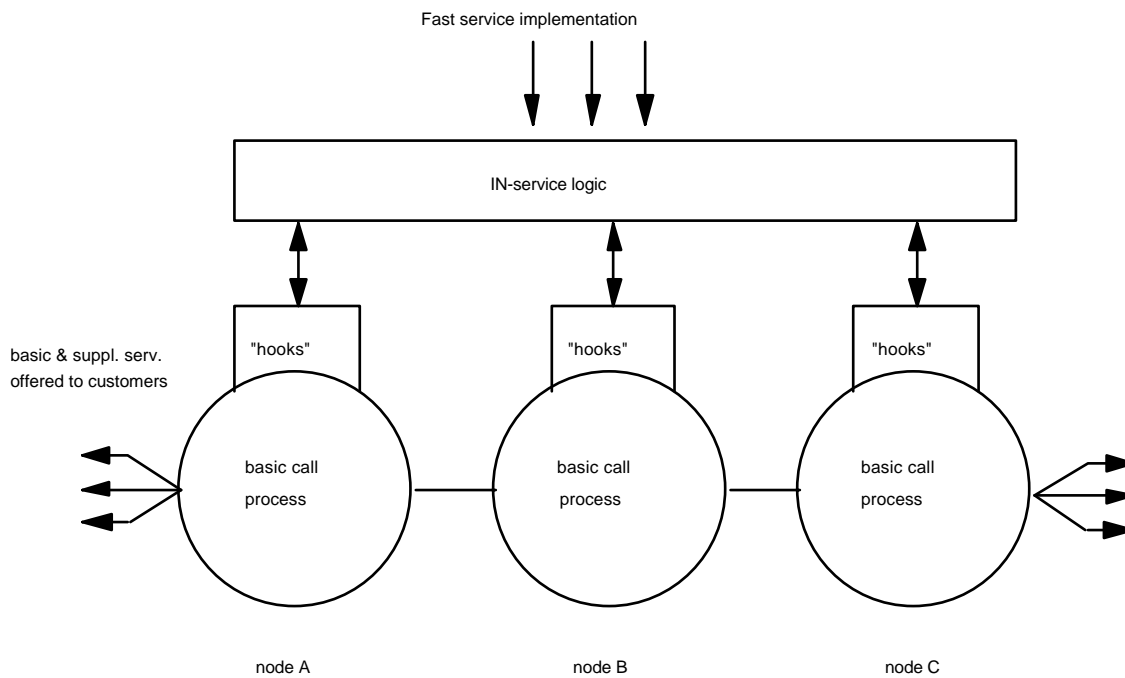 Fast service implementation
IN-service logic
"hooks"
"hooks"
"hooks"
basic & suppl. serv.
offered to customers
basic call
process
basic call
process
basic call
process
node A
node B
node C